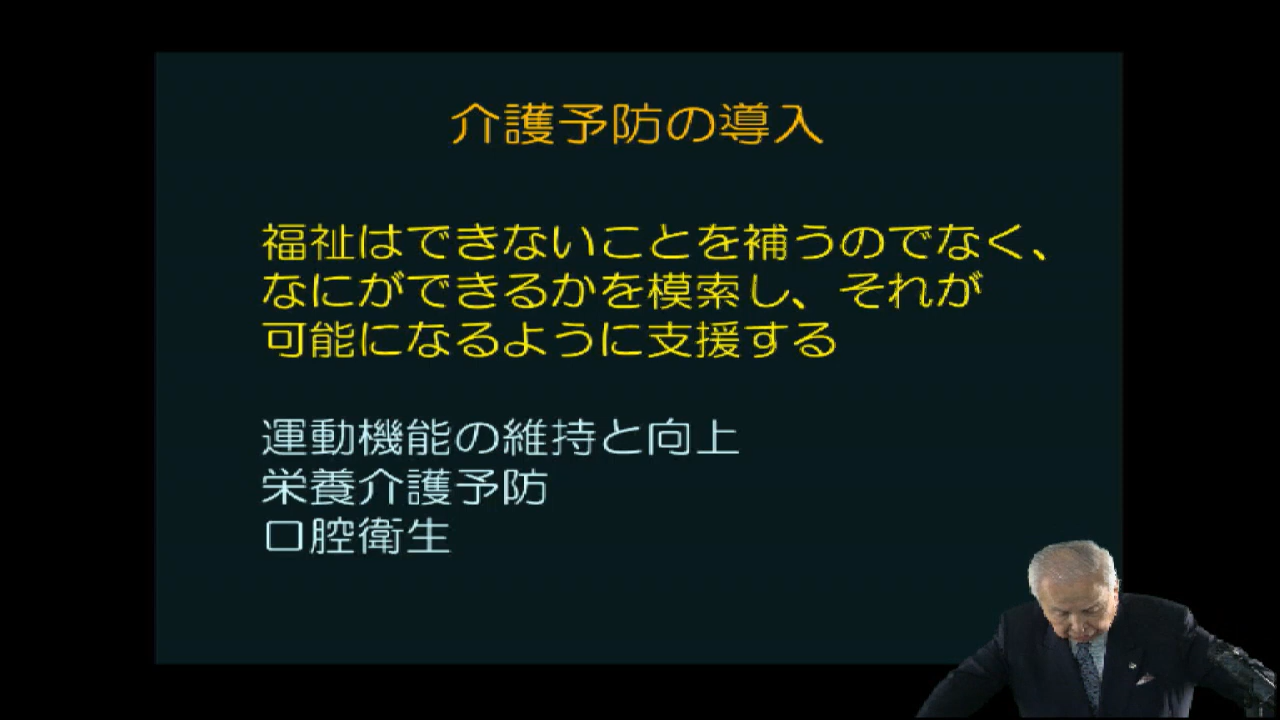 介護予防の導入
福祉はできないことを補うのでなく、
なにができるかを模索し、それが
可能になるように支援する
運動機能の維持と向上
栄養介護予防
口腔衛生